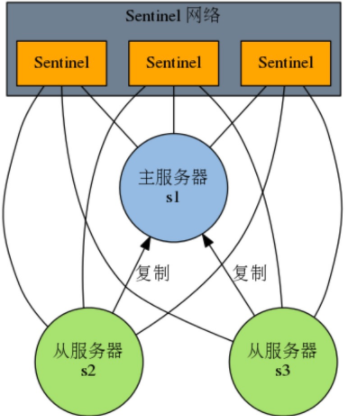 Sentinel 网络
Sentinel
Sentinel
Sentinel
主服务器
s1
复制
复制
从服务器
s2
从服务器
s3